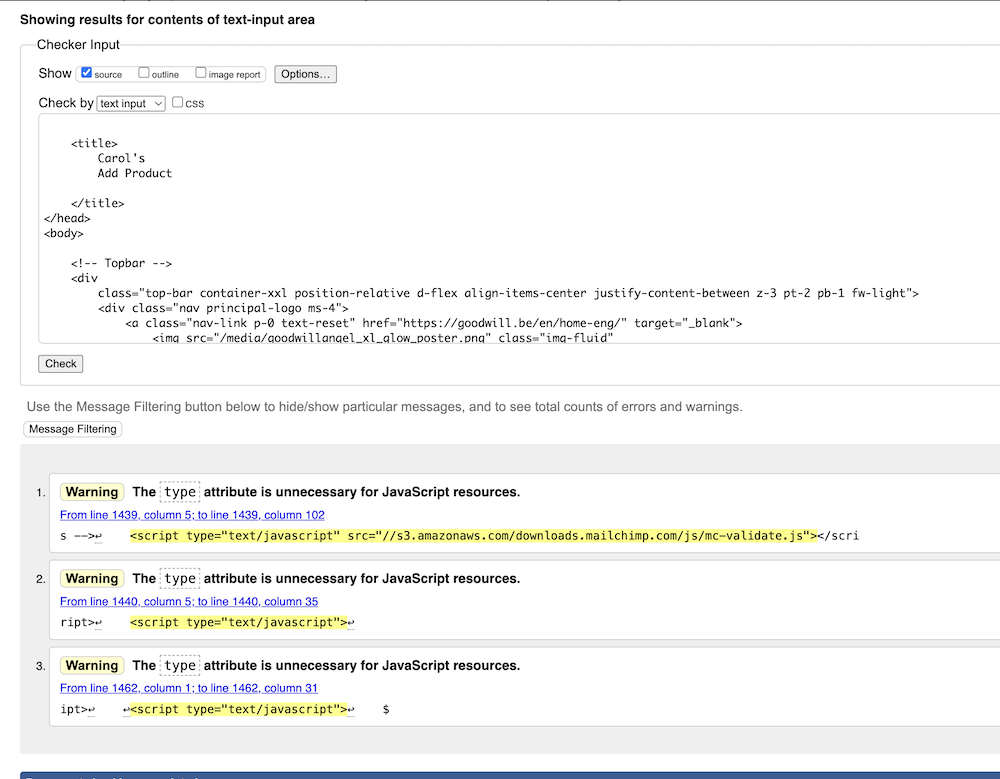 Showing results for contents of text-input area
Checker Input
Show source outline image report Options...
Check by text input css
<title>
Carol's
Add Product
</title>
</head>
<body>
<!-- Topbar -->
<div
class="top-bar container-xxl position-relative d-flex align-items-center justify-content-between z-3 pt-2 pb-1 fw-light">
<div class="nav principal-logo ms-4">
<a class="nav-link p-0 text-reset" href="https://goodwill.be/en/home-eng/" target="_blank">
<img src="/media/goodwillangel_xl_glow_poster.png" class="img-fluid"
Check
Use the Message Filtering button below to hide/show particular messages, and to see total counts of errors and warnings.
Message Filtering
1. Warning The type attribute is unnecessary for JavaScript resources.
From line 1439, column 5; to line 1439, column 102
s -->↩ <script type="text/javascript" src="//s3.amazonaws.com/downloads.mailchimp.com/js/mc-validate.js"></scri
2. Warning The type attribute is unnecessary for JavaScript resources.
From line 1440, column 5; to line 1440, column 35
ript>↩ <script type="text/javascript">↩
3. Warning The type attribute is unnecessary for JavaScript resources.
From line 1462, column 1; to line 1462, column 31
ipt>↩ ↩<script type="text/javascript">↩ $